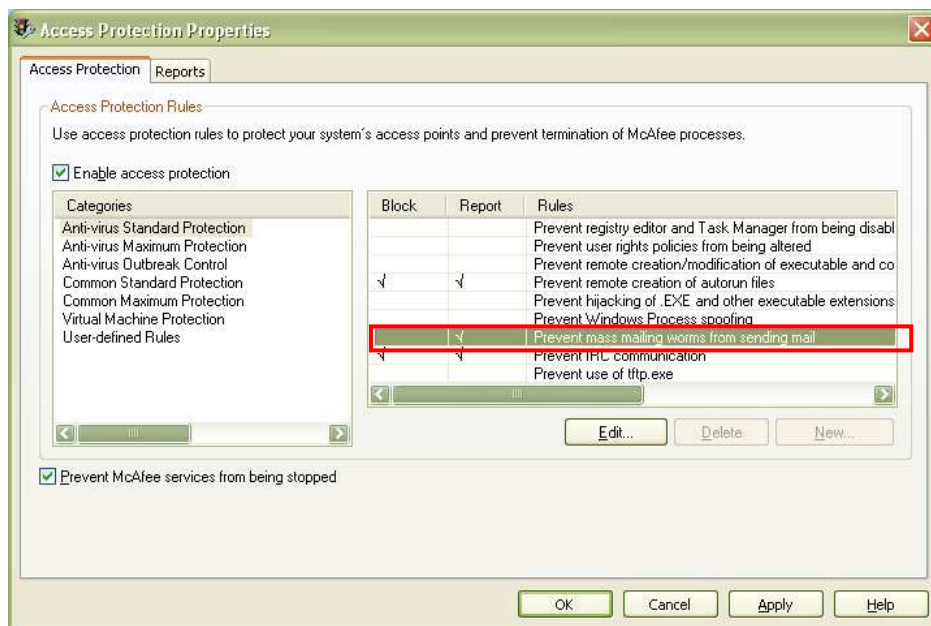 Access Protection Properties
Access Protection Reports
Access Protection Rules
Use access protection rules to protect your system´s access points and prevent termination of McAfee processes.
Enable access protection
Categories
Anti-virus Standard Protection
Anti-virus Maximum Protection
Anti-virus Outbreak Control
Common Standard Protection
Common Maximum Protection
Virtual Machine Protection
User-defined Rules
Block Report Rules
Prevent registry editor and Task Manager from being disabl
Prevent user rights policies from being altered
Prevent remote creation/modification of executable and co
Prevent remote creation of autorun files
Prevent hijacking of .EXE and other executable extensions
Prevent Windows Process spoofing
Prevent mass mailing worms from sending mail
Prevent IRC communication
Prevent use of tftp.exe
Edit... Delete New...
Prevent McAfee services from being stopped
OK Cancel Apply Help